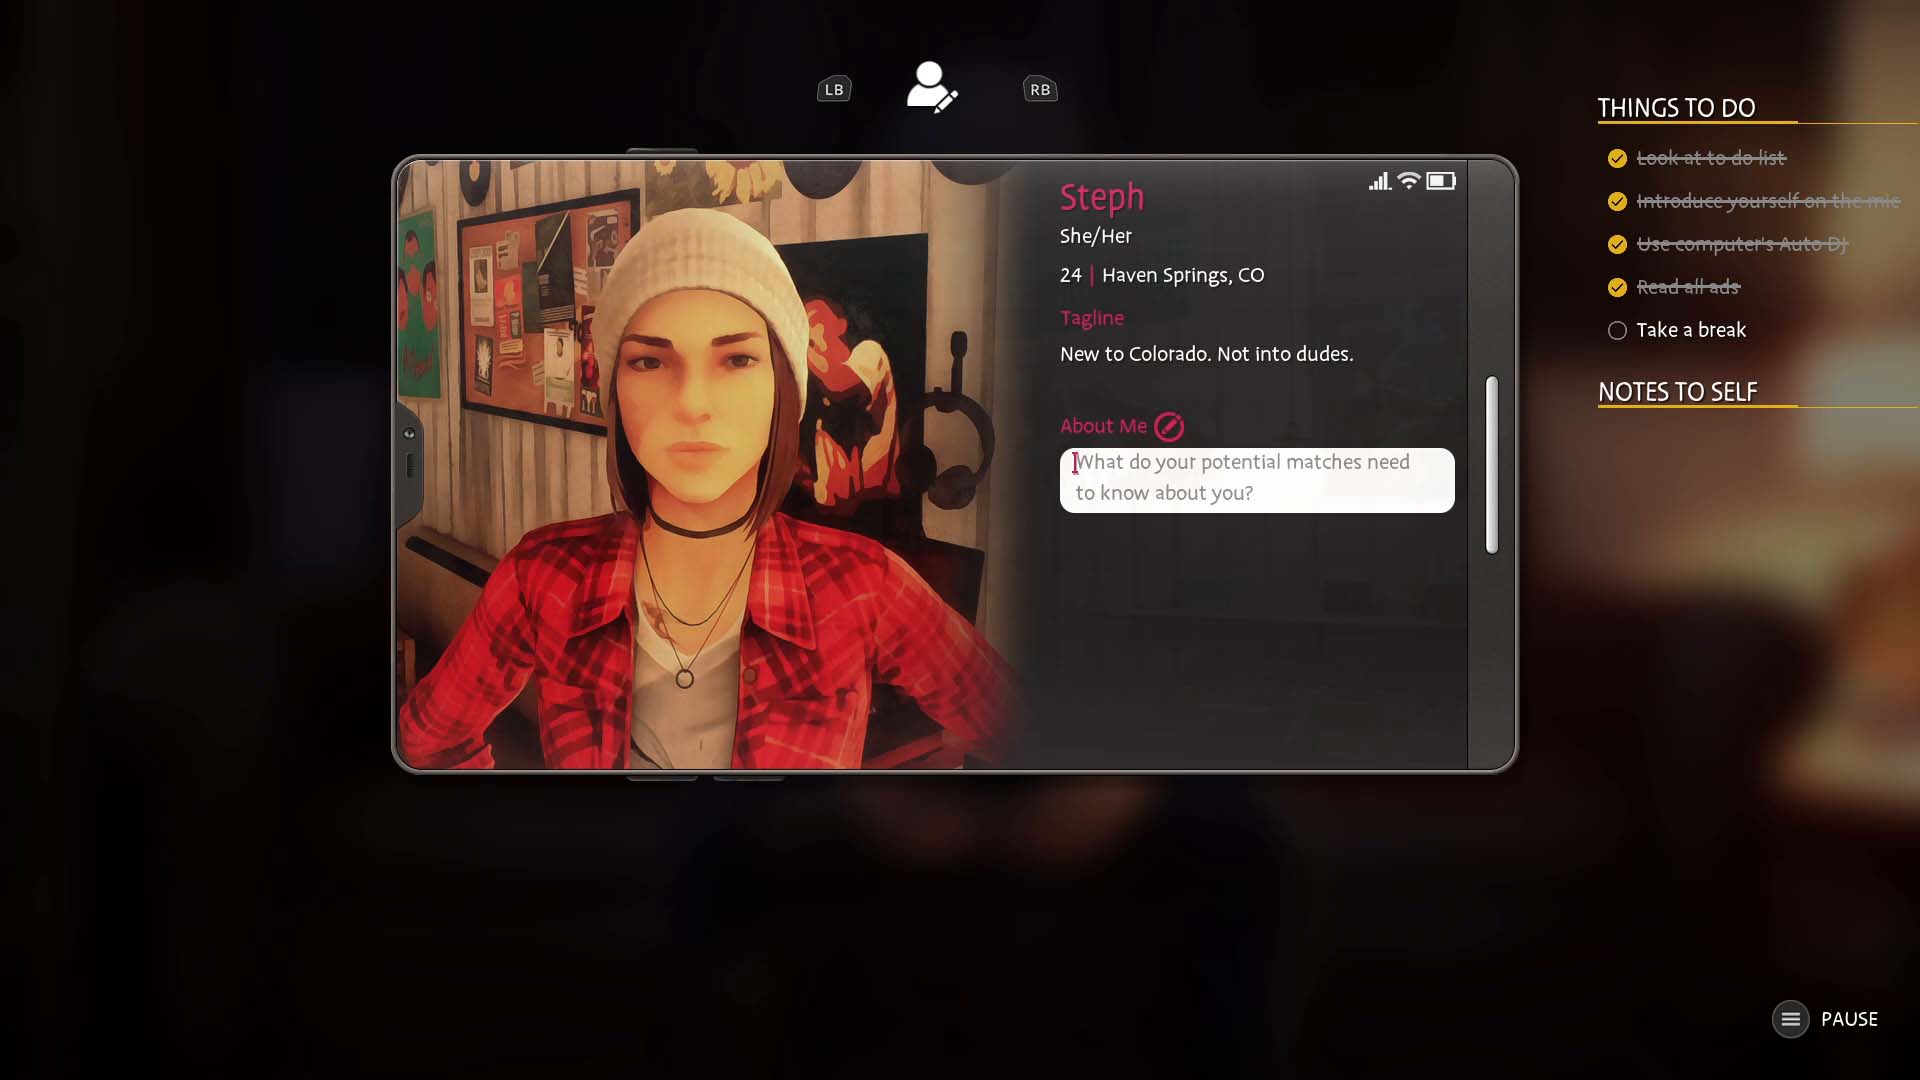 LB
RB
THINGS TO DO
Look at to do list
Introduce yourself on the mic
Use computer's Auto DJ
Read all ads
Take a break
NOTES TO SELF
Steph
She/Her
24 | Haven Springs, CO
Tagline
New to Colorado. Not into dudes.
About Me
What do your potential matches need
to know about you?
PAUSE